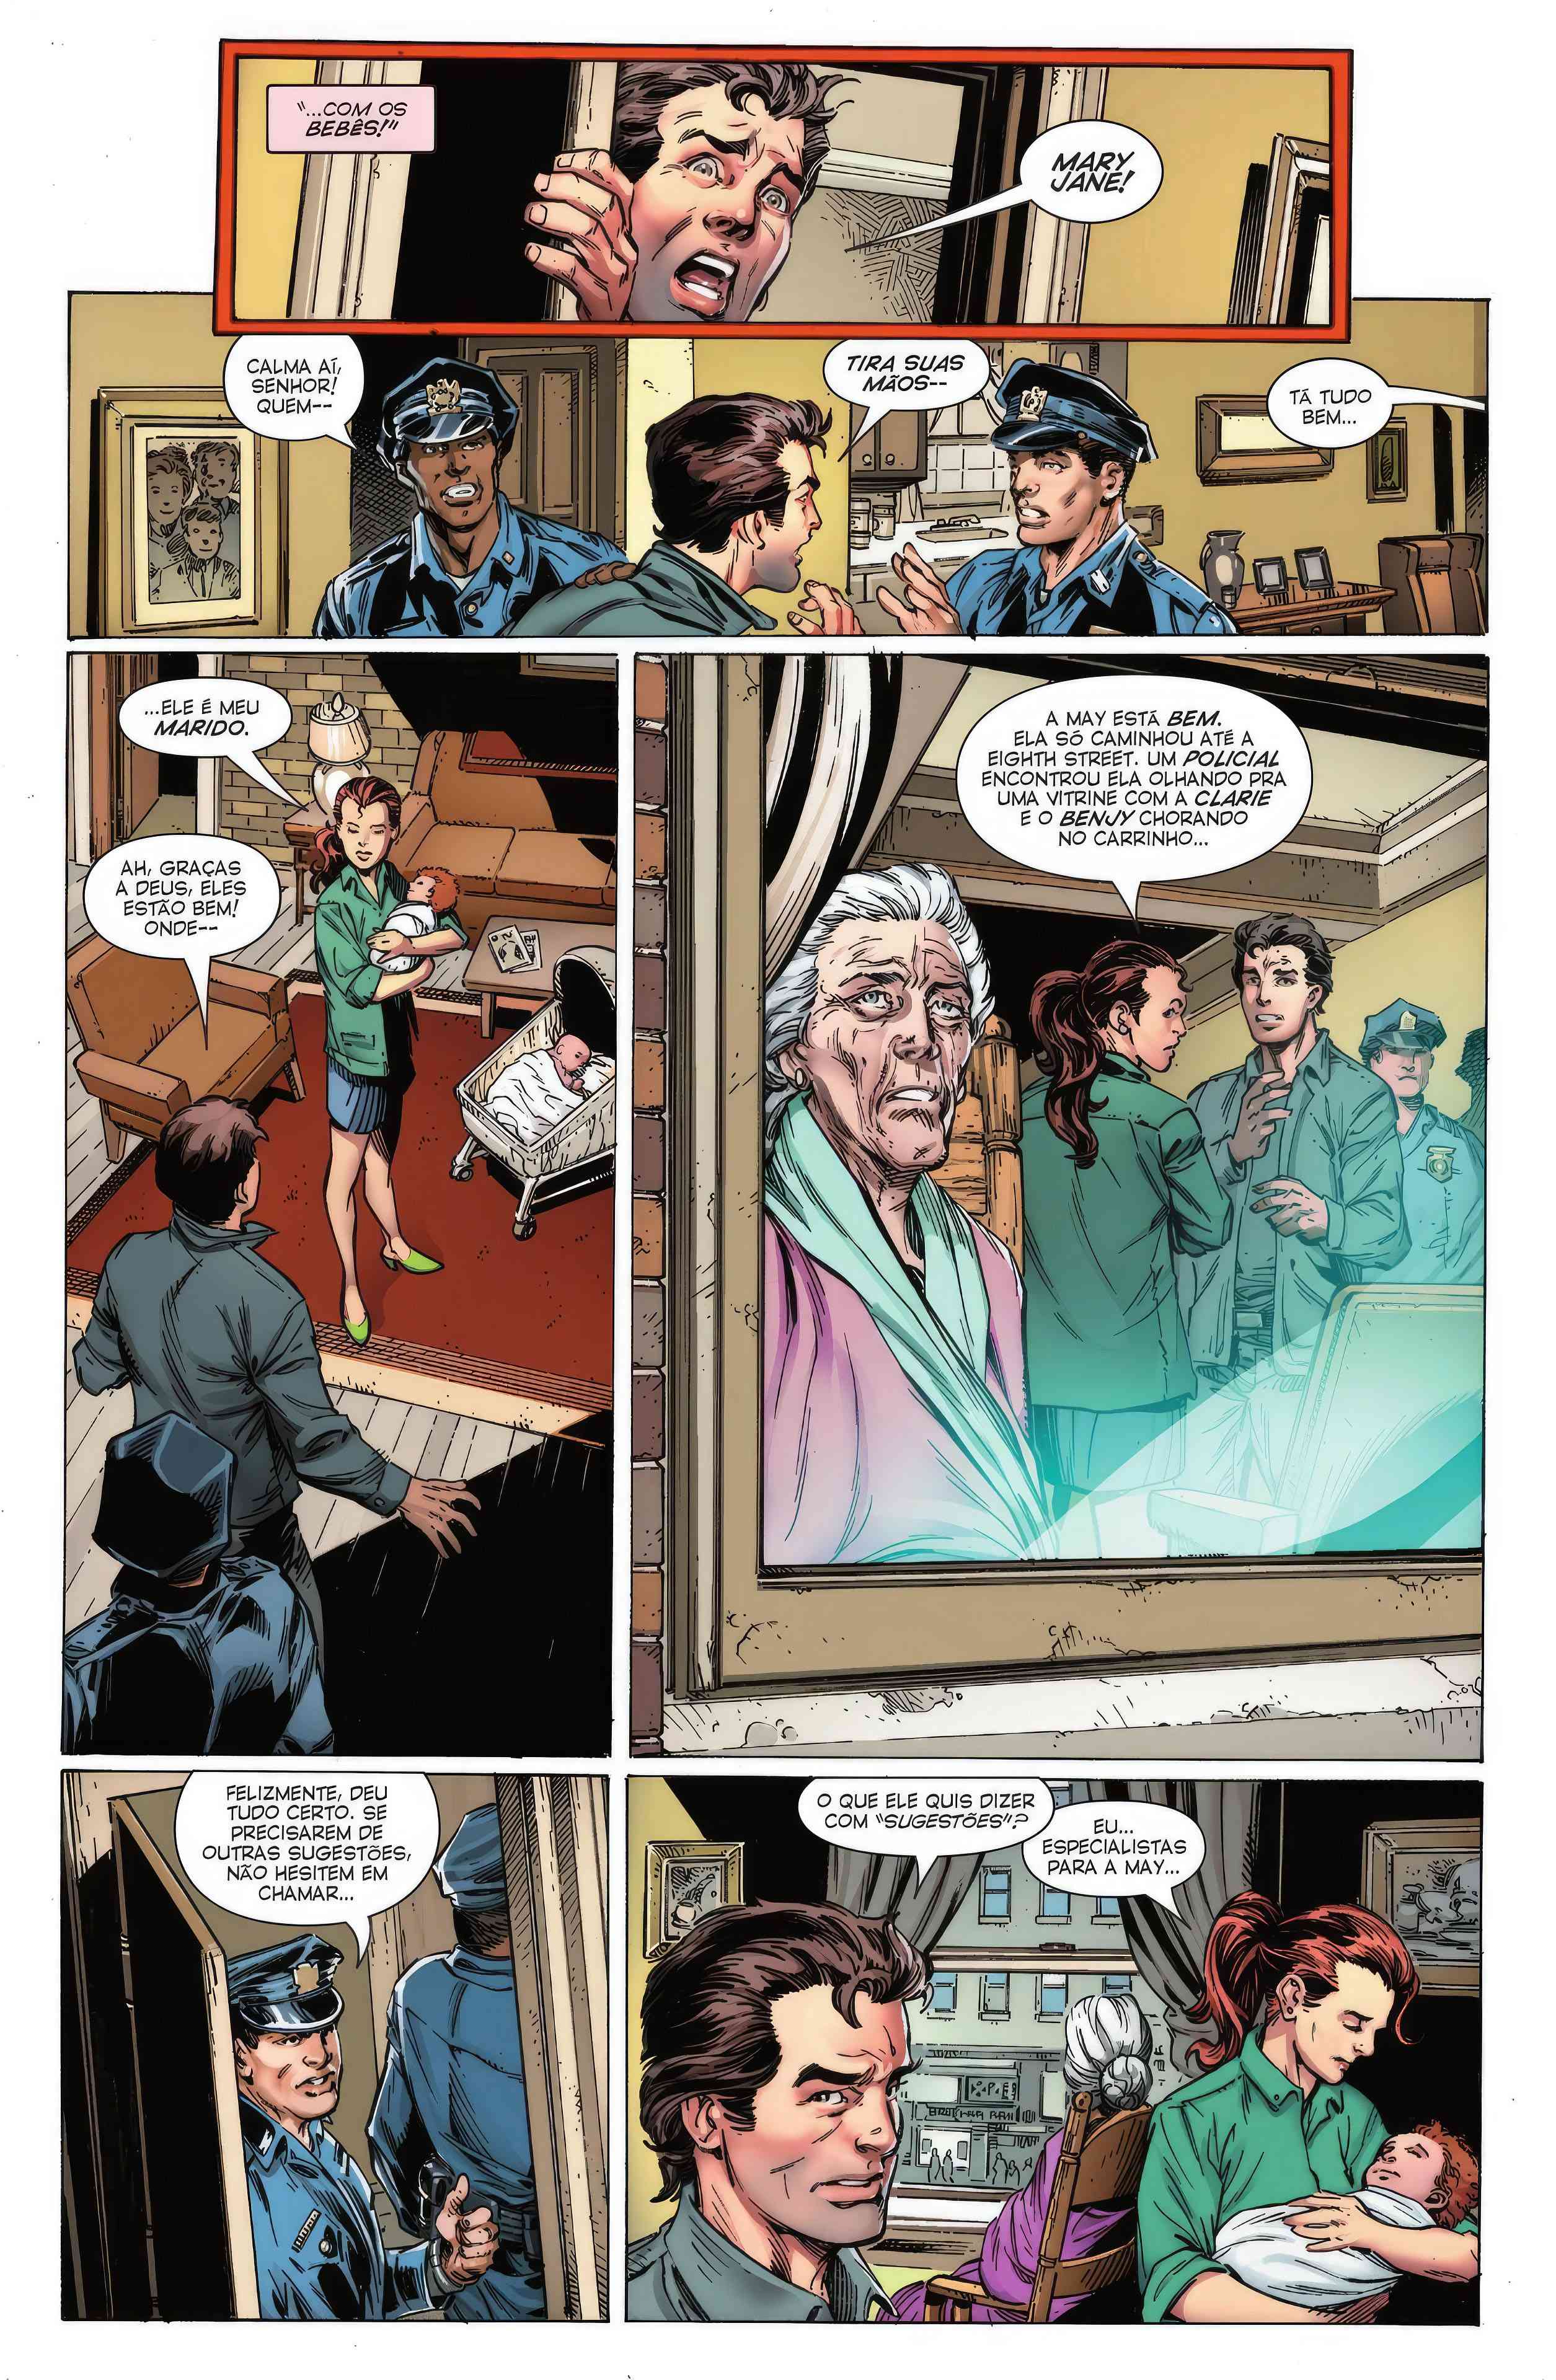 "...COM OS
BEBÊS!"
MARY
JANE!
CALMA AÍ,
SENHOR!
QUEM--
TIRA SUAS
MÃOS--
TÁ TUDO
BEM...
...ELE É MEU
MARIDO.
AH, GRAÇAS
A DEUS, ELES
ESTÃO BEM!
ONDE--
A MAY ESTÁ BEM.
ELA SÓ CAMINHOU ATÉ A
EIGHTH STREET. UM POLICIAL
ENCONTROU ELA OLHANDO PRA
UMA VITRINE COM A CLARIE
E O BENJY CHORANDO
NO CARRINHO...
FELIZMENTE, DEU
TUDO CERTO. SE
PRECISAREM DE
OUTRAS SUGESTÕES,
NÃO HESITEM EM
CHAMAR...
O QUE ELE QUIS DIZER
COM "SUGESTÕES"?
EU...
ESPECIALISTAS
PARA A MAY...